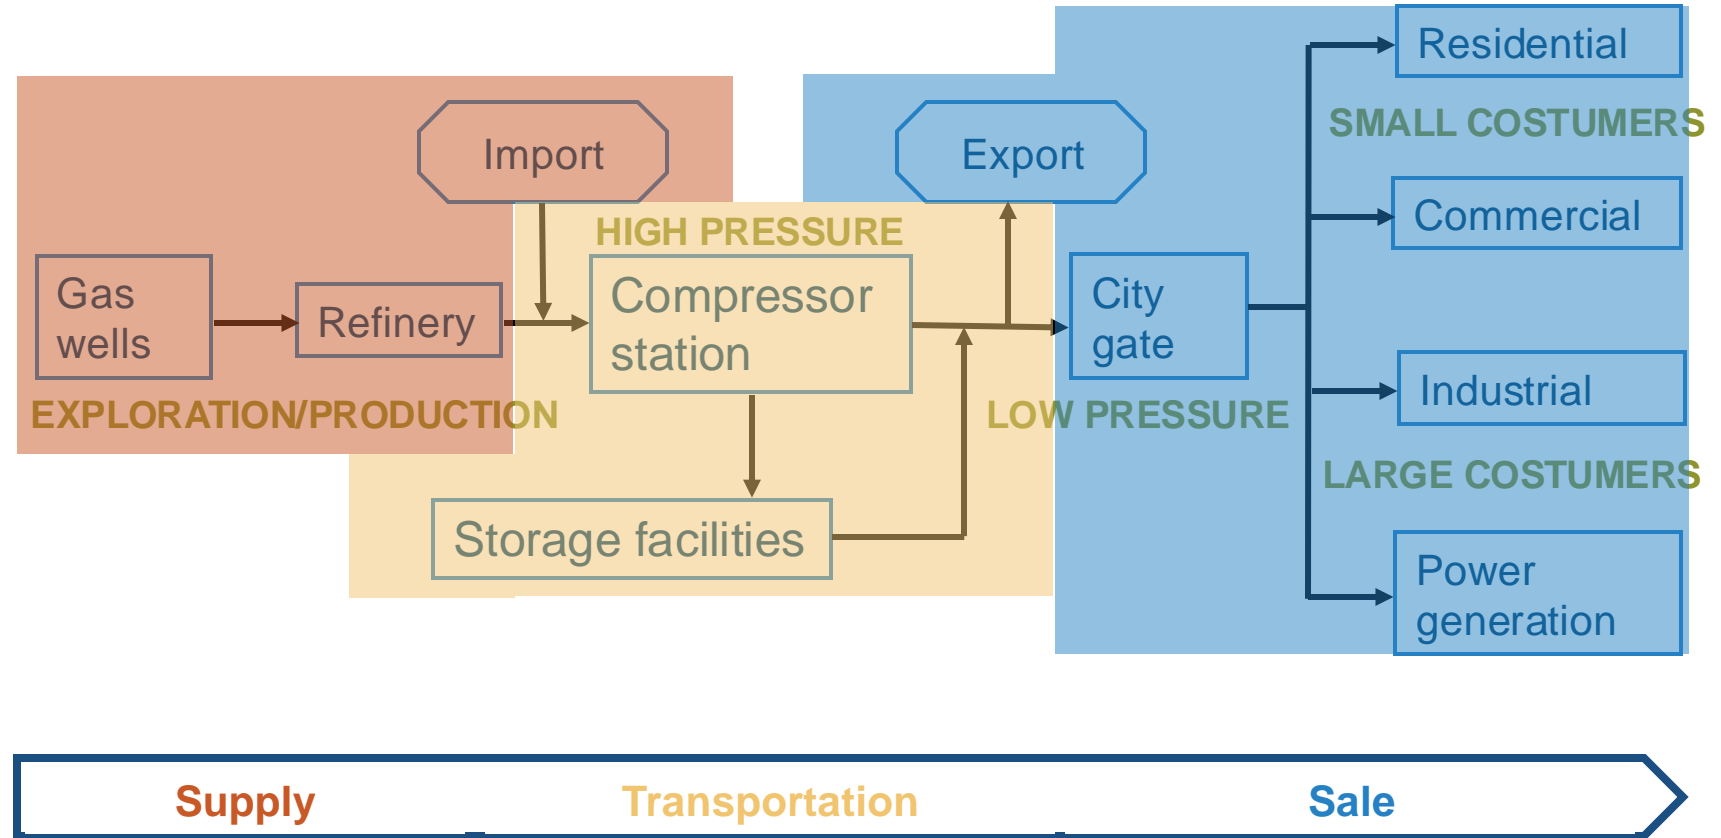 Residential
SMALL COSTUMERS
Import
Export
Commercial
HIGH PRESSURE
Gas
wells
Refinery
Compressor
station
City
gate
Industrial
EXPLORATION/PRODUCTION
LOW PRESSURE
LARGE COSTUMERS
Storage facilities
Power
generation
Supply
Transportation
Sale